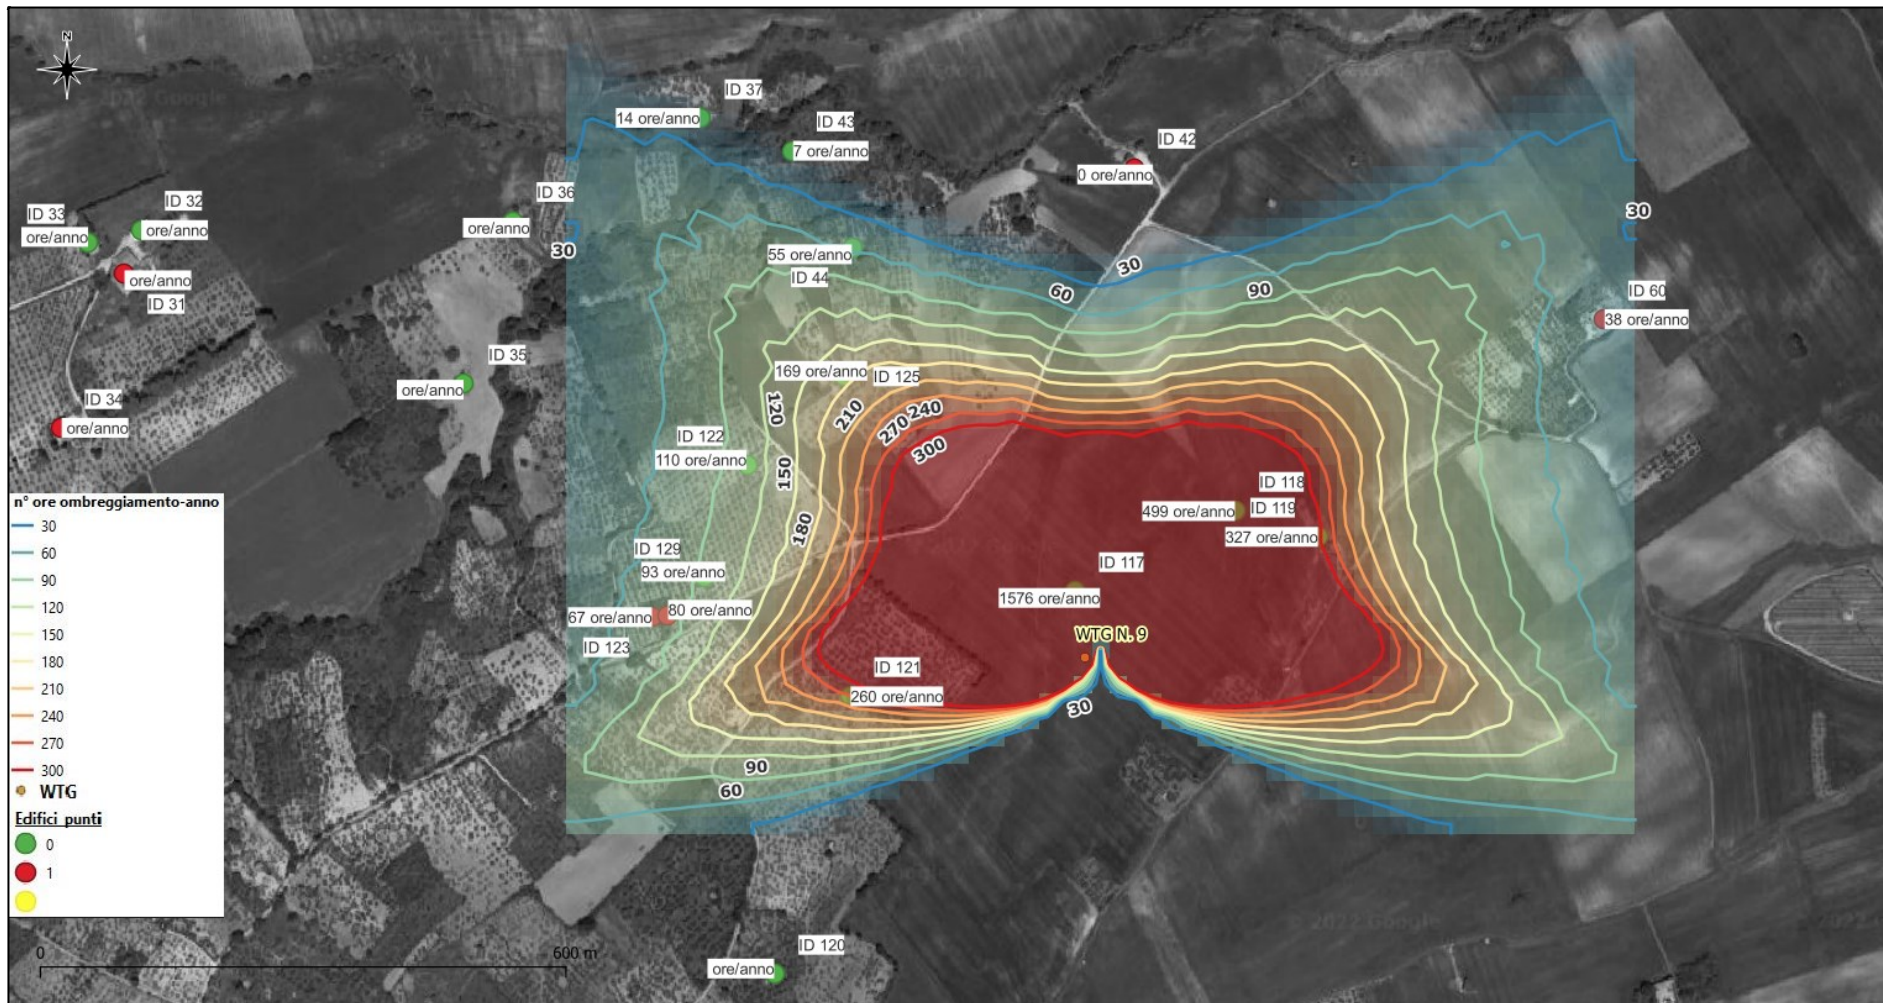 N
2022 Google
ID 37
14 ore/anno
ID 43
7 ore/anno
ID 42
0 ore/anno
ID 36
ore/anno
30
ID 33
ore/anno
ID 32
ore/anno
ore/anno
ID 31
30
55 ore/anno
ID 44
30
60
90
ID 60
38 ore/anno
ID 35
ore/anno
ID 34
ore/anno
169 ore/anno
ID 125
120
210
240
270
300
ID 122
110 ore/anno
150
180
ID 118
499 ore/anno
ID 119
327 ore/anno
ID 129
93 ore/anno
ID 117
1576 ore/anno
67 ore/anno
80 ore/anno
ID 123
WTG N. 9
ID 121
260 ore/anno
30
90
60
n° ore ombreggiamento-anno
30
60
90
120
150
180
210
240
270
300
WTG
Edifici punti
0
1
© 2022 Google
0
600 m
ID 120
ore/anno